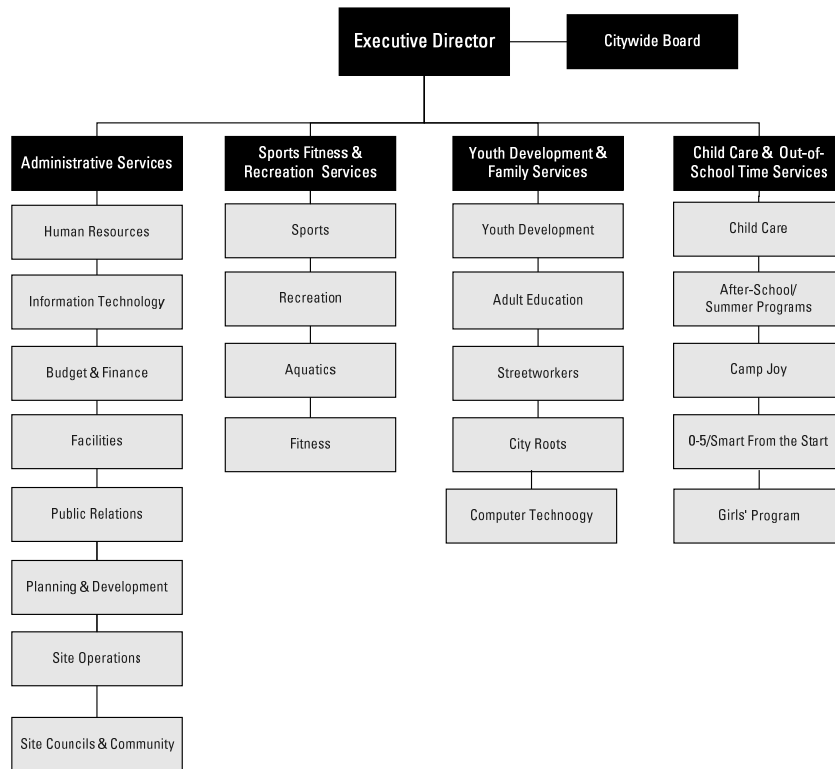 Executive Director
Citywide Board
Administrative Services
Sports Fitness &
Recreation Services
Youth Development &
Family Services
Child Care & Out-of-
School Time Services
Human Resources
Information Technology
Budget & Finance
Facilities
Public Relations
Planning & Development
Site Operations
Site Councils & Community
Sports
Recreation
Aquatics
Fitness
Youth Development
Adult Education
Streetworkers
City Roots
Computer Technoogy
Child Care
After-School/
Summer Programs
Camp Joy
0-5/Smart From the Start
Girls' Program